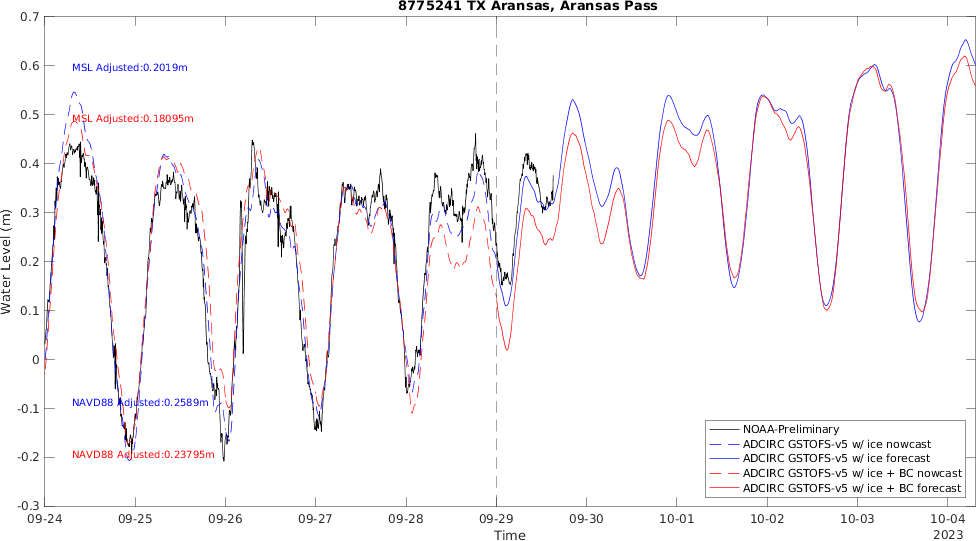 8775241 TX Aransas, Aransas Pass
0.7
0.6
0.5
0.4
0.3
0.2
0.1
0
-0.1
-0.2
-0.3
Water Level (m)
MSL Adjusted:0.2019m
MSL Adjusted:0.18095m
NAVD88 Adjusted:0.2589m
NAVD88 Adjusted:0.23795m
NOAA-Preliminary
ADCIRC GSTOFS-v5 w/ ice nowcast
ADCIRC GSTOFS-v5 w/ ice forecast
ADCIRC GSTOFS-v5 w/ ice + BC nowcast
ADCIRC GSTOFS-v5 w/ ice + BC forecast
09-24 09-25 09-26 09-27 09-28 09-29 09-30 10-01 10-02 10-03 10-04
Time
2023